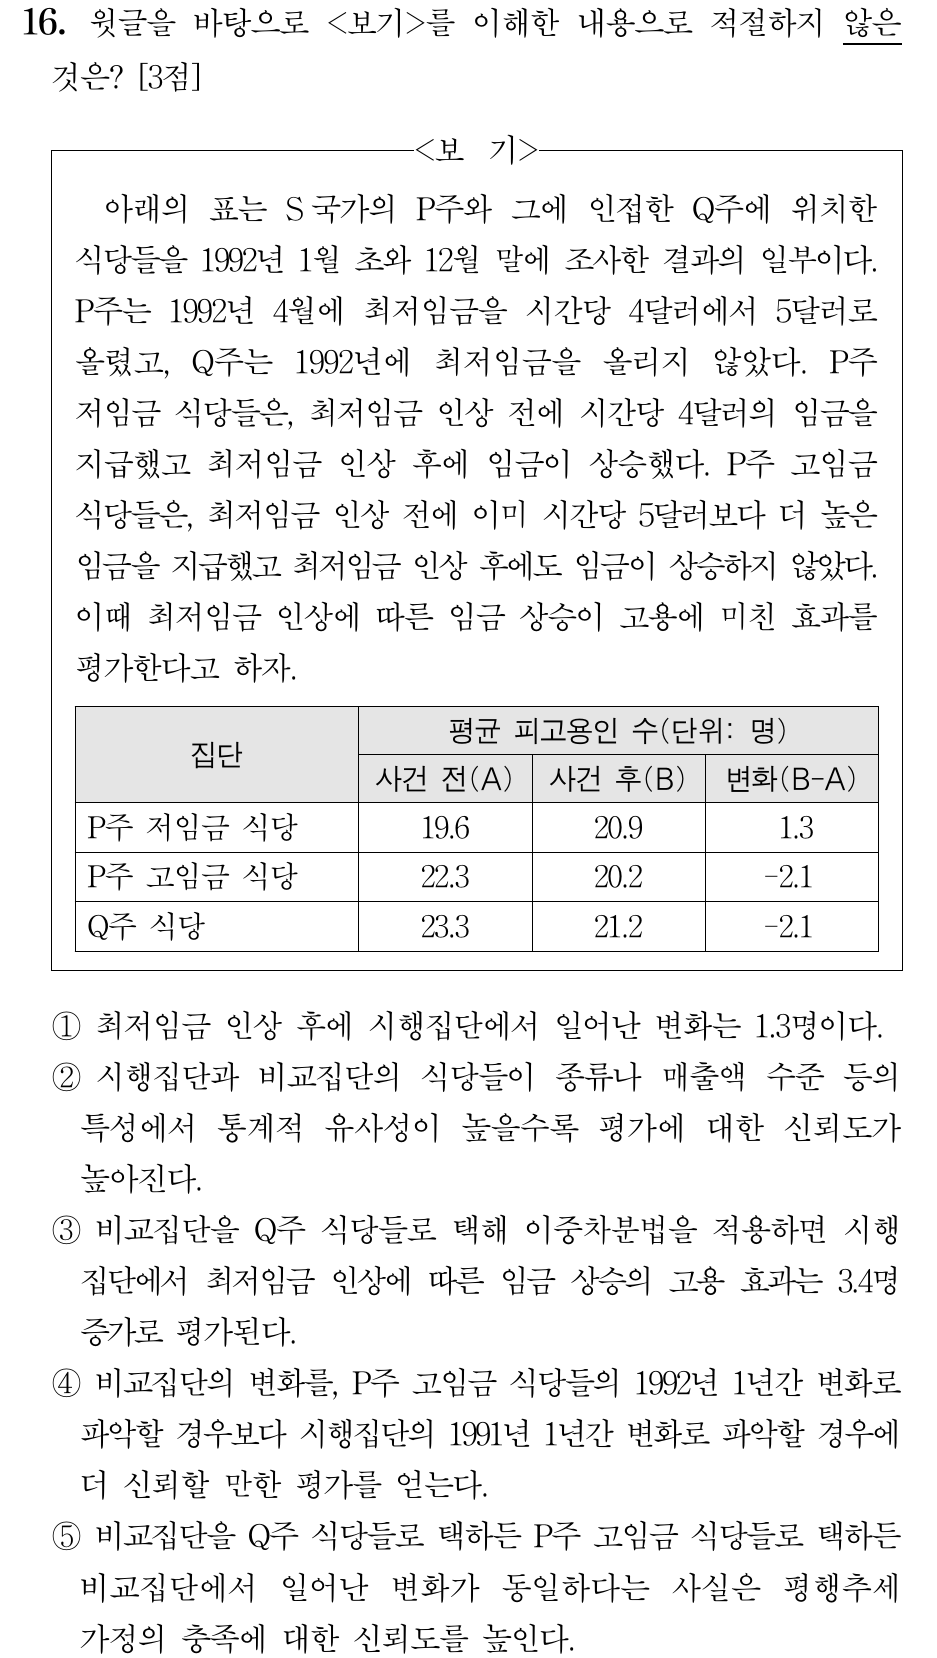 16. 윗글을 바탕으로 <보기>를 이해한 내용으로 적절하지 않은
것은? [3점]
<보 기>
아래의 표는 S국가의 P주와 그에 인접한 Q주에 위치한
식당들을 1992년 1월 초와 12월 말에 조사한 결과의 일부이다.
P주는 1992년 4월에 최저임금을 시간당 4달러에서 5달러로
올렸고, Q주는 1992년에 최저임금을 올리지 않았다. P주
저임금 식당들은, 최저임금 인상 전에 시간당 4달러의 임금을
지급했고 최저임금 인상 후에 임금이 상승했다. P주 고임금
식당들은, 최저임금 인상 전에 이미 시간당 5달러보다 더 높은
임금을 지급했고 최저임금 인상 후에도 임금이 상승하지 않았다.
이때 최저임금 인상에 따른 임금 상승이 고용에 미친 효과를
평가한다고 하자.
집단 평균 피고용인 수(단위: 명)
사건 전(A) 사건 후(B) 변화(B-A)
P주 저임금 식당 19.6 20.9 1.3
P주 고임금 식당 22.3 20.2 -2.1
Q주 식당 23.3 21.2 -2.1
① 최저임금 인상 후에 시행집단에서 일어난 변화는 1.3명이다.
② 시행집단과 비교집단의 식당들이 종류나 매출액 수준 등의
특성에서 통계적 유사성이 높을수록 평가에 대한 신뢰도가
높아진다.
③ 비교집단을 Q주 식당들로 택해 이중차분법을 적용하면 시행
집단에서 최저임금 인상에 따른 임금 상승의 고용 효과는 3.4명
증가로 평가된다.
④ 비교집단의 변화를, P주 고임금 식당들의 1992년 1년간 변화로
파악할 경우보다 시행집단의 1991년 1년간 변화로 파악할 경우에
더 신뢰할 만한 평가를 얻는다.
⑤ 비교집단을 Q주 식당들로 택하든 P주 고임금 식당들로 택하든
비교집단에서 일어난 변화가 동일하다는 사실은 평행추세
가정의 충족에 대한 신뢰도를 높인다.